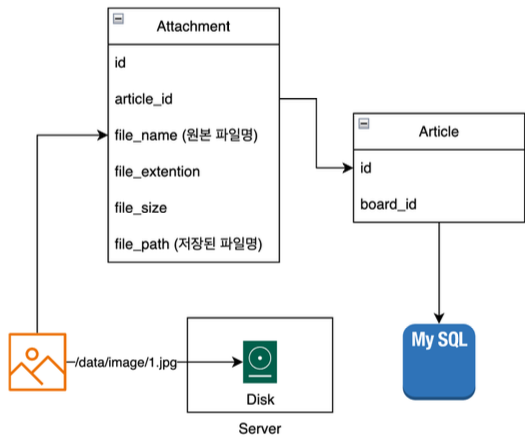 Attachment
id
article_id
file_name (원본 파일명)
file_extention
file_size
file_path (저장된 파일명)
Article
id
board_id
/data/image/1.jpg
Disk
Server
My SQL